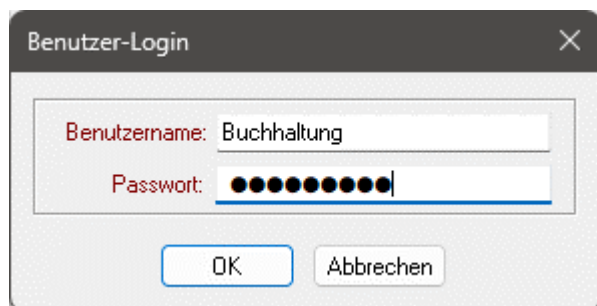 Benutzer-Login
Benutzername: Buchhaltung
Passwort: ●●●●●●●●●
OK Abbrechen